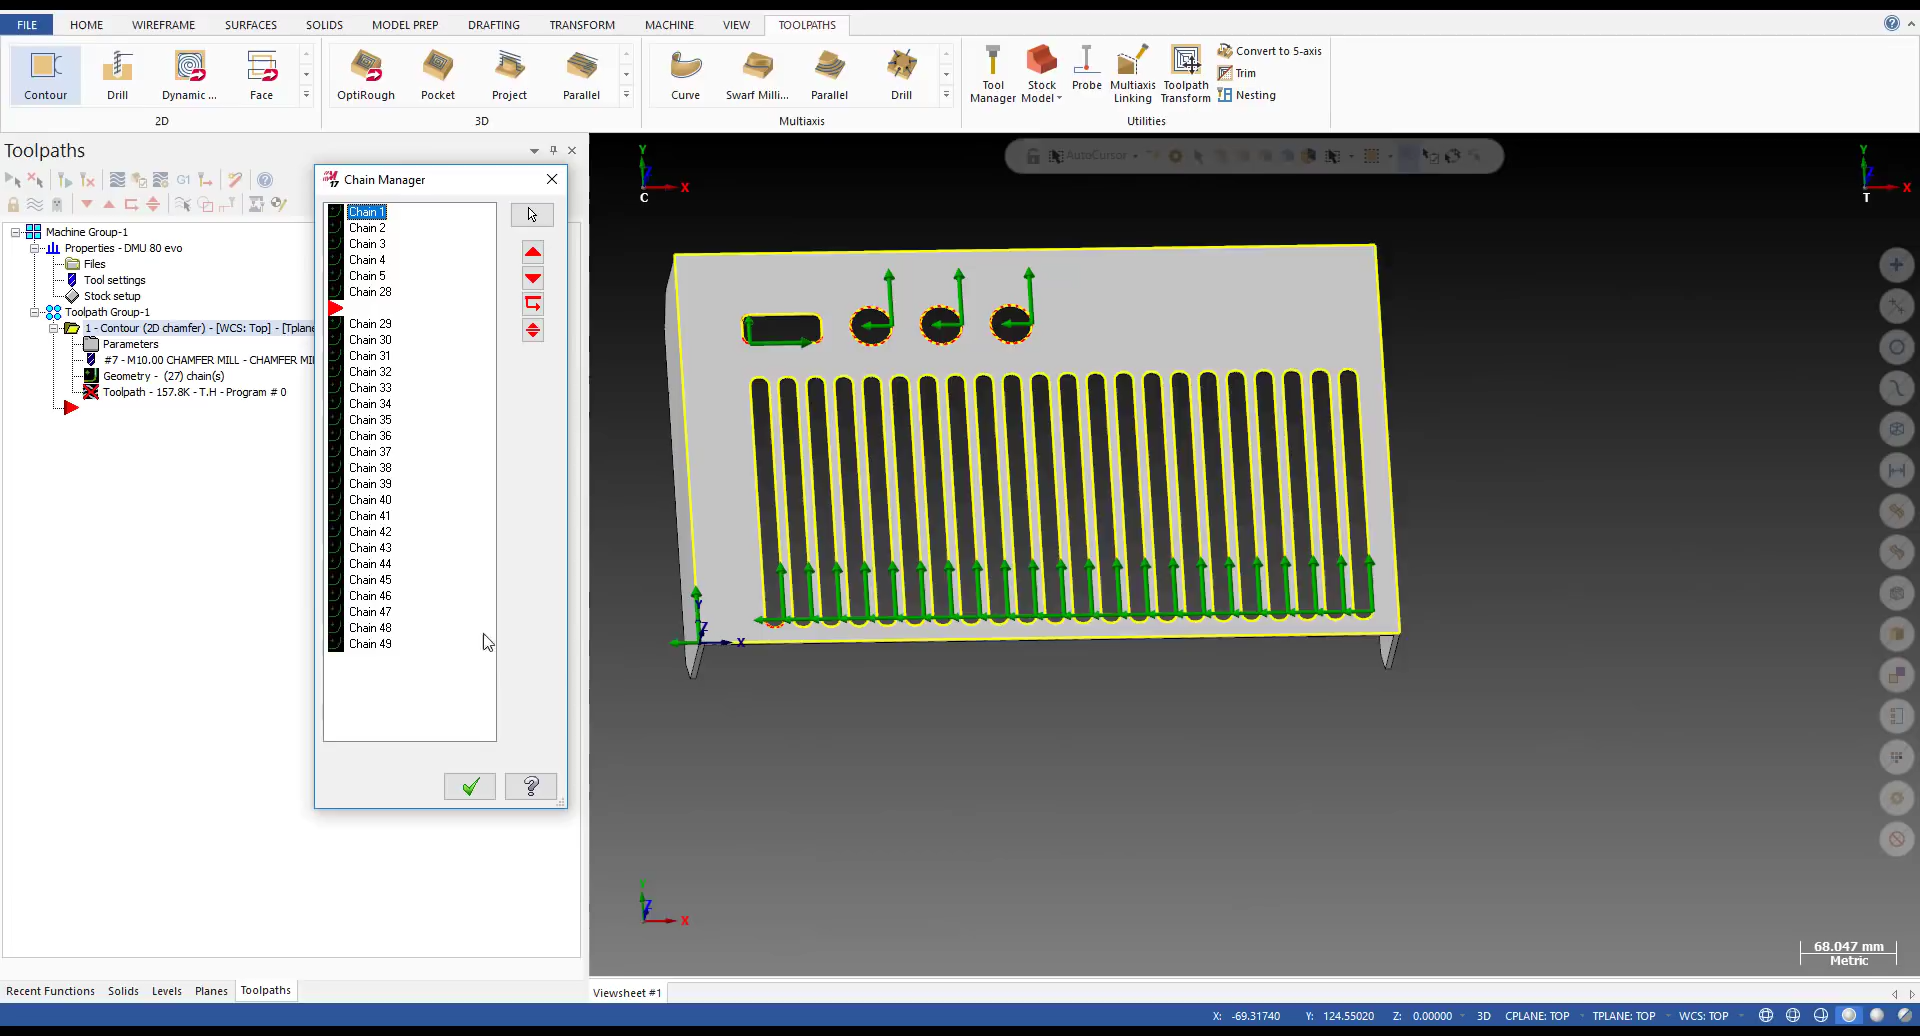 FILE
HOME
WIREFRAME
SURFACES
SOLIDS
MODEL PREP
DRAFTING
TRANSFORM
MACHINE
VIEW
TOOLPATHS
Contour
Drill
Dynamic ...
Face
2D
OptiRough
Pocket
Project
Parallel
3D
Curve
Swarf Milli...
Parallel
Drill
Multiaxis
Tool Manager
Stock Model
Probe
Multiaxis Linking
Toolpath Transform
Convert to 5-axis
Trim
Nesting
Utilities
Toolpaths
G1
Machine Group-1
Properties - DMU 80 evo
Files
Tool settings
Stock setup
Toolpath Group-1
1 - Contour (2D chamfer) - [WCS: Top] - [Tplane
Parameters
#7 - M10.00 CHAMFER MILL - CHAMFER MI
Geometry - (27) chain(s)
Toolpath - 157.8K - T.H - Program # 0
17
Chain Manager
Chain 1
Chain 2
Chain 3
Chain 4
Chain 5
Chain 28
Chain 29
Chain 30
Chain 31
Chain 32
Chain 33
Chain 34
Chain 35
Chain 36
Chain 37
Chain 38
Chain 39
Chain 40
Chain 41
Chain 42
Chain 43
Chain 44
Chain 45
Chain 46
Chain 47
Chain 48
Chain 49
AutoCursor
Y
Z
X
C
Y
Z
X
T
Y
Z
X
Y
Z
X
68.047 mm
Metric
Recent Functions
Solids
Levels
Planes
Toolpaths
Viewsheet #1
X: -69.31740
Y: 124.55020
Z: 0.00000
3D
CPLANE: TOP
TPLANE: TOP
WCS: TOP